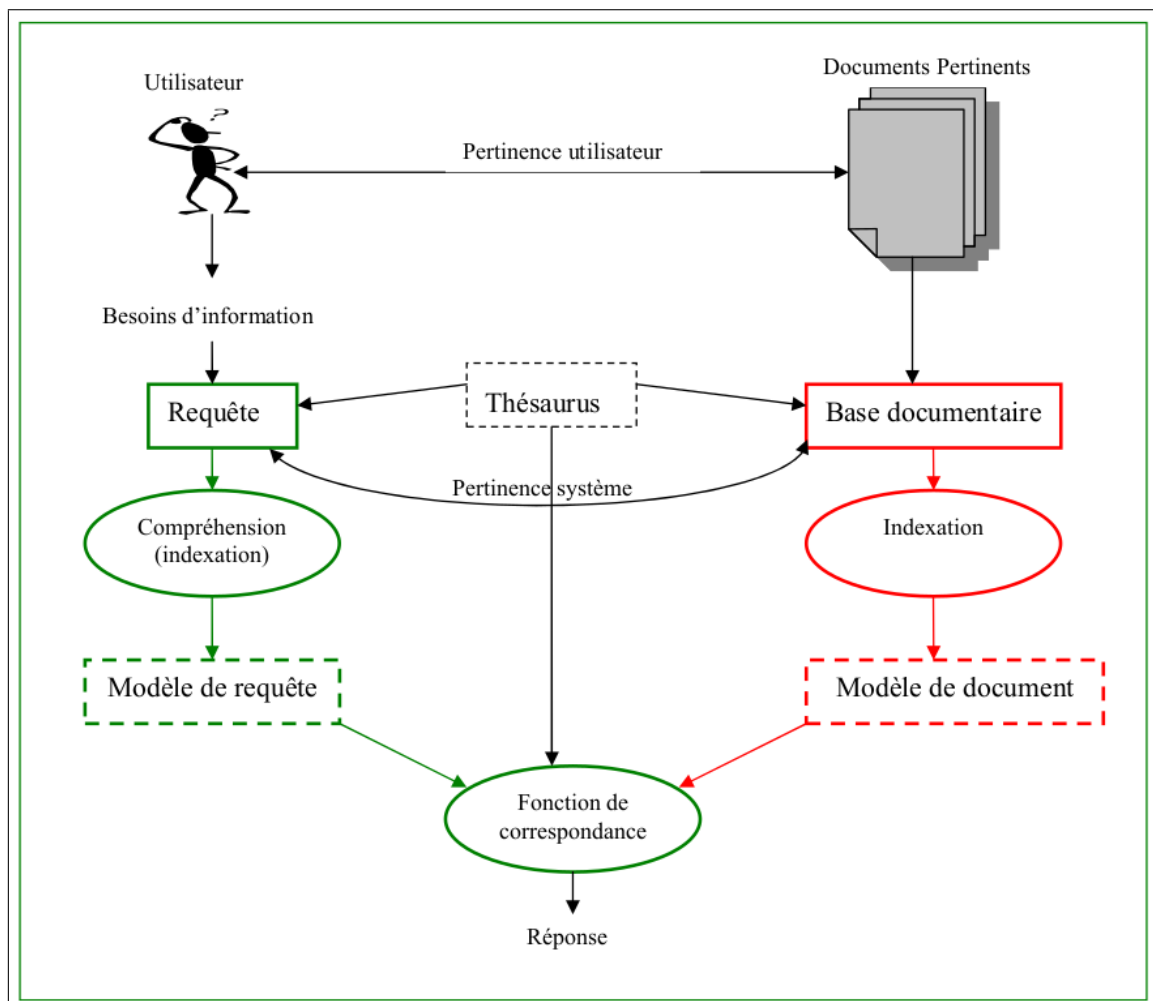 Utilisateur
Documents Pertinents
?
Pertinence utilisateur
Besoins d’information
Requête
Thésaurus
Base documentaire
Pertinence système
Compréhension
(indexation)
Indexation
Modèle de requête
Modèle de document
Fonction de
correspondance
Réponse